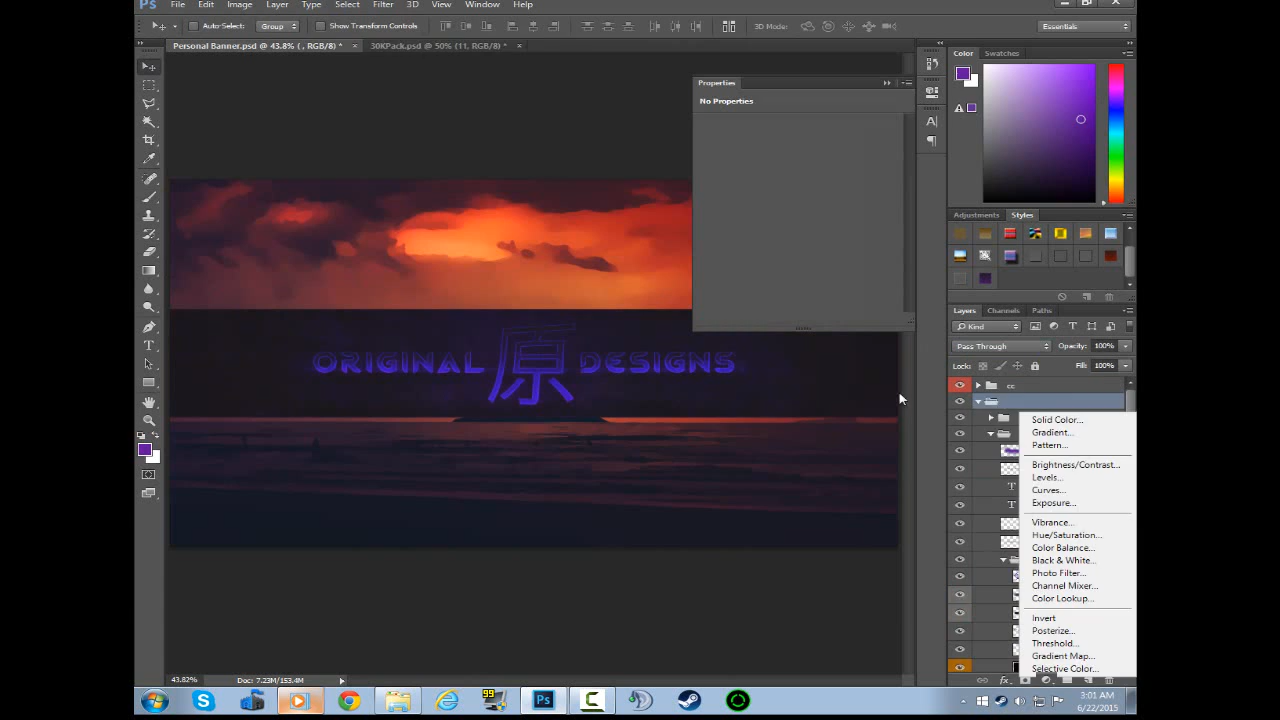 Ps File Edit Image Layer Type Select Filter 3D View Window Help
Auto-Select: Group Show Transform Controls 3D Mode: Essentials
Personal Banner.psd @ 43.8% ( , RGB/8) * × 30KPack.psd @ 50% (11, RGB/8) * ×
Properties
No Properties
Color Swatches
Adjustments Styles
Layers Channels Paths
Kind
Pass Through Opacity: 100%
Lock: Fill: 100%
cc
ORIGINAL 原 DESIGNS
Solid Color...
Gradient...
Pattern...
Brightness/Contrast...
Levels...
Curves...
Exposure...
Vibrance...
Hue/Saturation...
Color Balance...
Black & White...
Photo Filter...
Channel Mixer...
Color Lookup...
Invert
Posterize...
Threshold...
Gradient Map...
Selective Color...
43.82% Doc: 7.23M/153.4M
fx
99
Ps
3:01 AM
6/22/2015